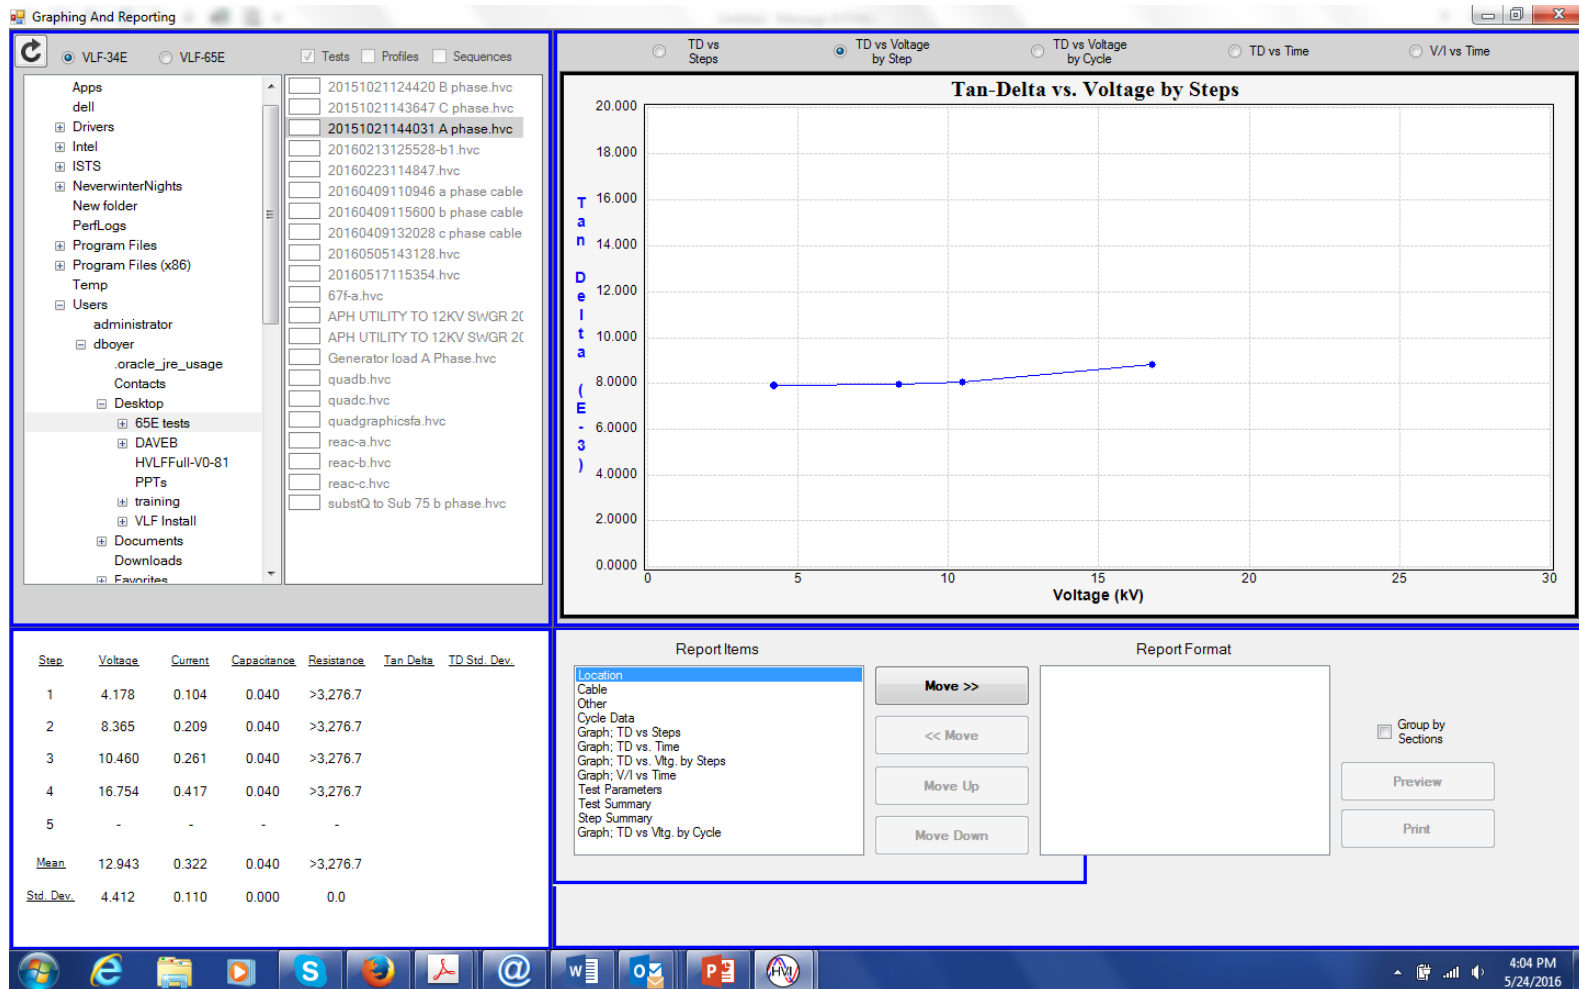 Graphing And Reporting
VLF-34E
VLF-65E
Tests
Profiles
Sequences
Apps
dell
Drivers
Intel
ISTS
NeverwinterNights
New folder
PerfLogs
Program Files
Program Files (x86)
Temp
Users
administrator
dboyer
.oracle_jre_usage
Contacts
Desktop
65E tests
DAVEB
HVLFFull-V0-81
PPTs
training
VLF Install
Documents
Downloads
Favorites
20151021124420 B phase.hvc
20151021143647 C phase.hvc
20151021144031 A phase.hvc
20160213125528-b1.hvc
20160223114847.hvc
20160409110946 a phase cable
20160409115600 b phase cable
20160409132028 c phase cable
20160505143128.hvc
20160517115354.hvc
67f-a.hvc
APH UTILITY TO 12KV SWGR 20
APH UTILITY TO 12KV SWGR 20
Generator load A Phase.hvc
quadb.hvc
quadc.hvc
quadgraphicsfa.hvc
reac-a.hvc
reac-b.hvc
reac-c.hvc
substQ to Sub 75 b phase.hvc
TD vs
Steps
TD vs Voltage
by Step
TD vs Voltage
by Cycle
TD vs Time
V/I vs Time
Tan-Delta vs. Voltage by Steps
Tan Delta (E-3)
20.000
18.000
16.000
14.000
12.000
10.000
8.0000
6.0000
4.0000
2.0000
0.0000
0 5 10 15 20 25 30
Voltage (kV)
Step Voltage Current Capacitance Resistance Tan Delta TD Std. Dev.
1 4.178 0.104 0.040 >3,276.7
2 8.365 0.209 0.040 >3,276.7
3 10.460 0.261 0.040 >3,276.7
4 16.754 0.417 0.040 >3,276.7
5 - - - -
Mean 12.943 0.322 0.040 >3,276.7
Std. Dev. 4.412 0.110 0.000 0.0
Report Items
Location
Cable
Other
Cycle Data
Graph; TD vs Steps
Graph; TD vs. Time
Graph; TD vs. Vltg. by Steps
Graph; V/I vs Time
Test Parameters
Test Summary
Step Summary
Graph; TD vs Vltg. by Cycle
Move >>
<< Move
Move Up
Move Down
Report Format
Group by
Sections
Preview
Print
HVI
4:04 PM
5/24/2016